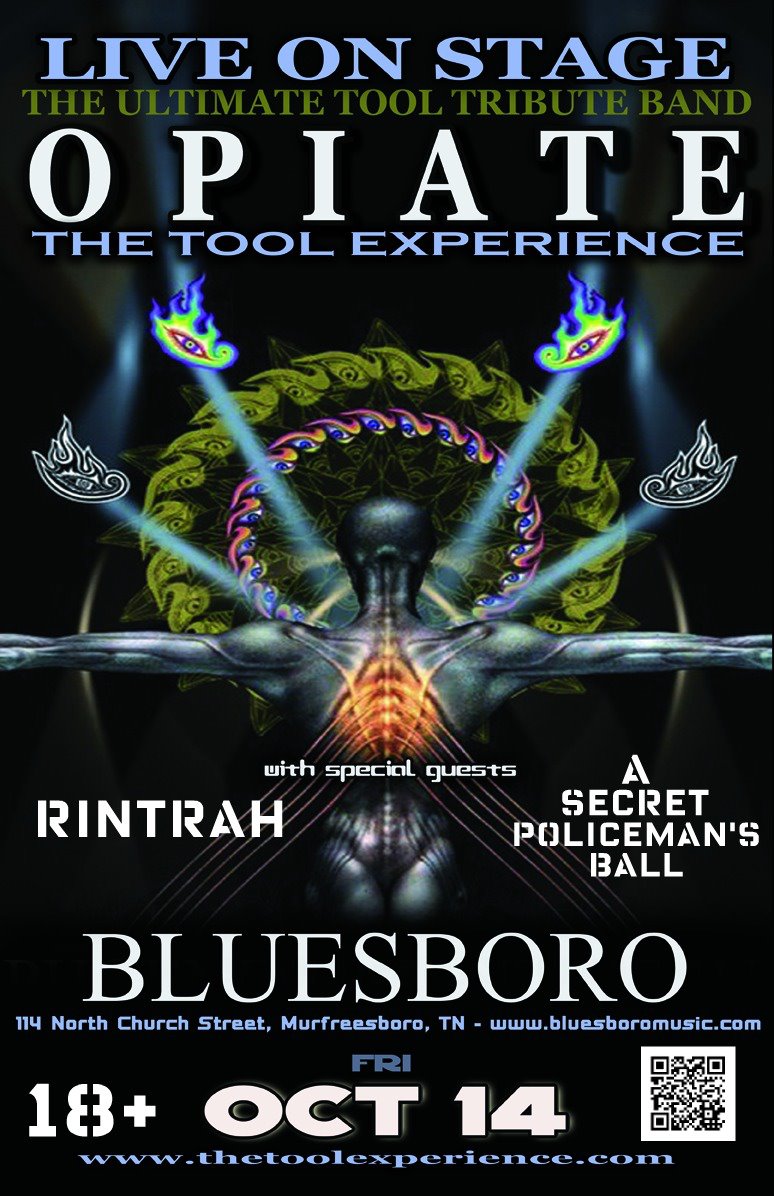 LIVE ON STAGE
THE ULTIMATE TOOL TRIBUTE BAND
OPIATE
THE TOOL EXPERIENCE
with special guests
RINTRAH
A
SECRET
POLICEMAN'S
BALL
BLUESBORO
114 North Church Street, Murfreesboro, TN - www.bluesboromusic.com
FRI
18+ OCT 14
www.thetoolexperience.com